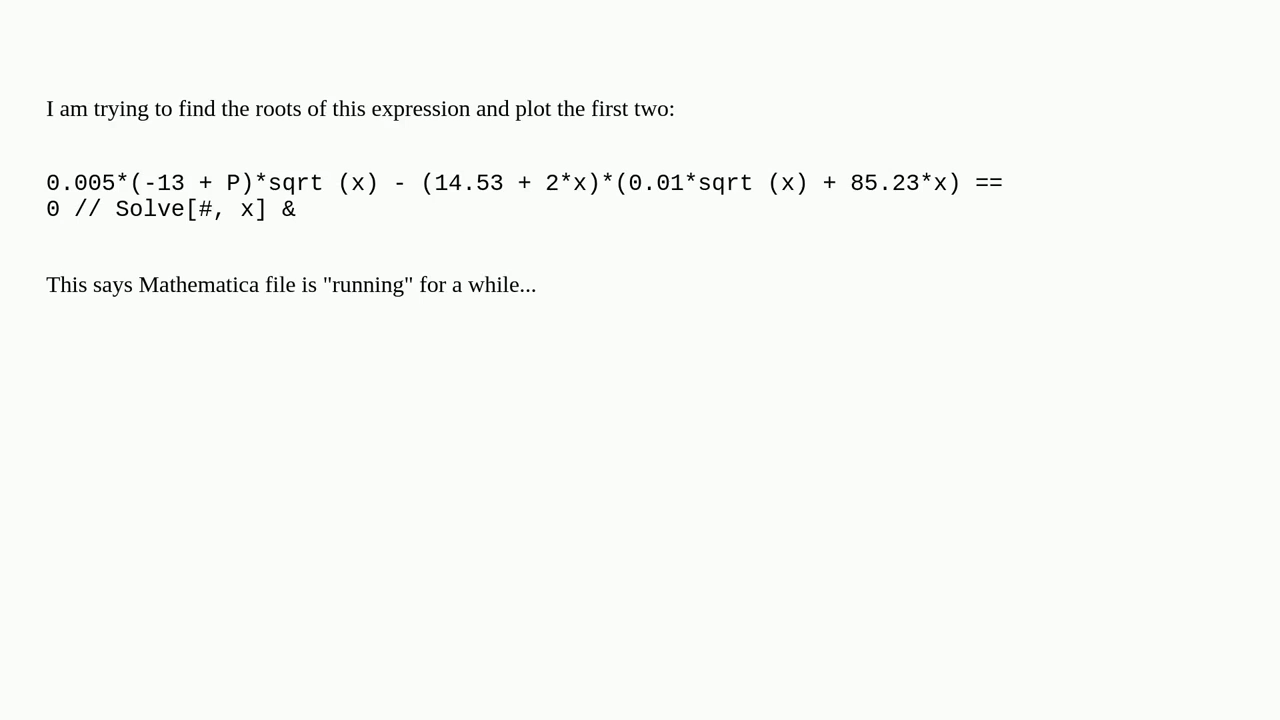 I am trying to find the roots of this expression and plot the first two:
0.005*(-13 + P)*sqrt (x) - (14.53 + 2*x)*(0.01*sqrt (x) + 85.23*x) ==
0 // Solve[#, x] &
This says Mathematica file is "running" for a while...